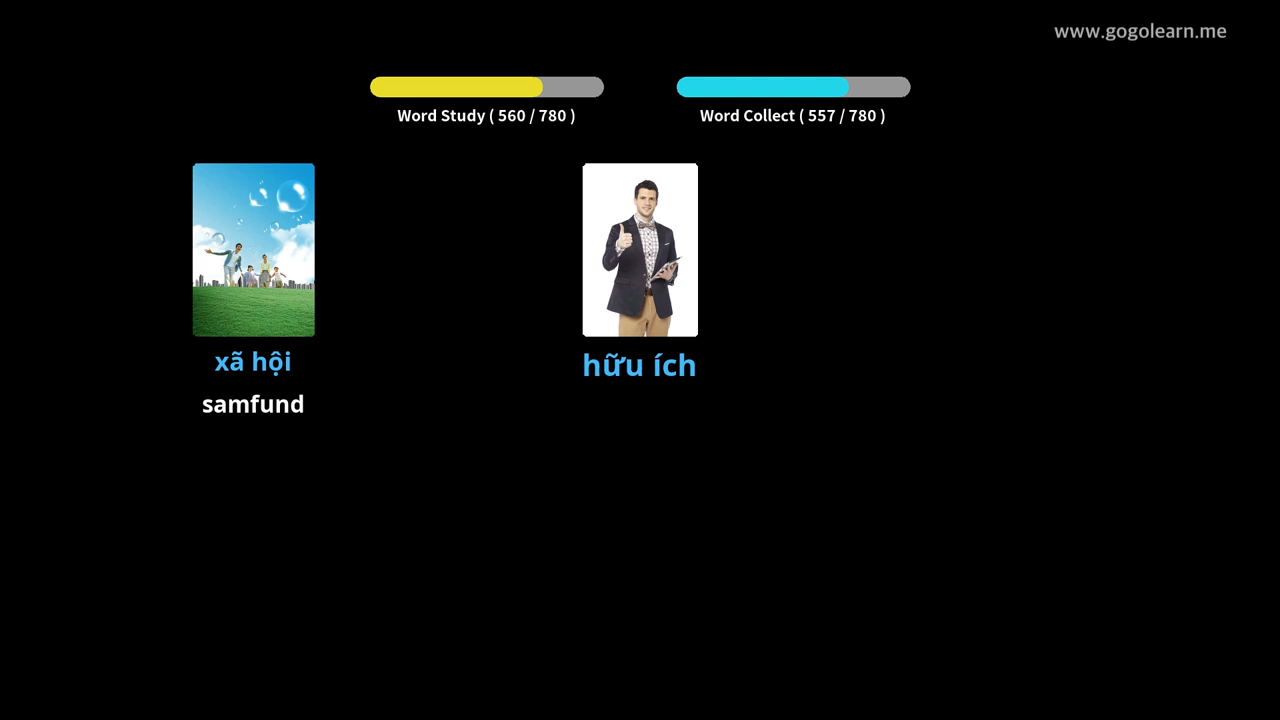 www.gogolearn.me
Word Study ( 560 / 780 )
Word Collect ( 557 / 780 )
xã hội
samfund
hữu ích